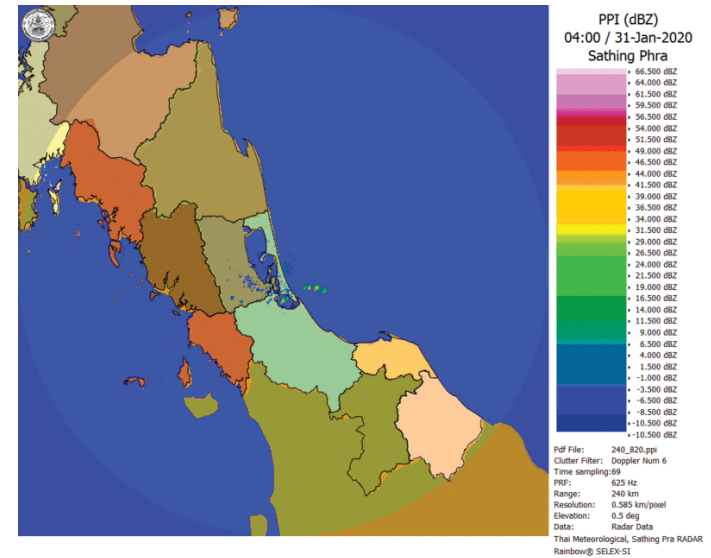 PPI (dBZ)
04:00 / 31-Jan-2020
Sathing Phra
66.500 dBZ
64.000 dBZ
61.500 dBZ
59.500 dBZ
56.500 dBZ
54.000 dBZ
51.500 dBZ
49.000 dBZ
46.500 dBZ
44.000 dBZ
41.500 dBZ
39.000 dBZ
36.500 dBZ
34.000 dBZ
31.500 dBZ
29.000 dBZ
26.500 dBZ
24.000 dBZ
21.500 dBZ
19.000 dBZ
16.500 dBZ
14.000 dBZ
11.500 dBZ
9.000 dBZ
6.500 dBZ
4.000 dBZ
1.500 dBZ
-1.000 dBZ
-3.500 dBZ
-6.500 dBZ
-8.500 dBZ
-10.500 dBZ
-10.500 dBZ
Pdf File: 240_820.ppi
Clutter Filter: Doppler Num 6
Time sampling:69
PRF: 625 Hz
Range: 240 km
Resolution: 0.585 km/pixel
Elevation: 0.5 deg
Data: Radar Data
Thai Meteorological, Sathing Pra RADAR
Rainbow® SELEX-SI